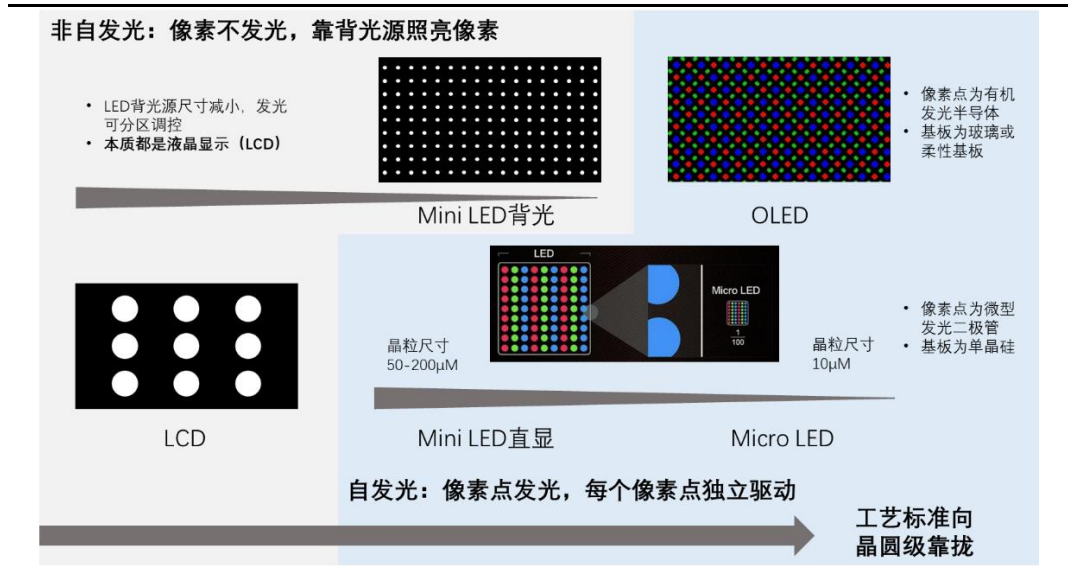 非自发光：像素不发光，靠背光源照亮像素
• LED背光源尺寸减小，发光
可分区调控
• 本质都是液晶显示（LCD）
Mini LED背光
• 像素点为有机
发光半导体
• 基板为玻璃或
柔性基板
OLED
LCD
LED
Micro LED
1
100
晶粒尺寸
50-200μM
晶粒尺寸
10μM
• 像素点为微型
发光二极管
• 基板为单晶硅
Mini LED直显
Micro LED
自发光：像素点发光，每个像素点独立驱动
工艺标准向
晶圆级靠拢